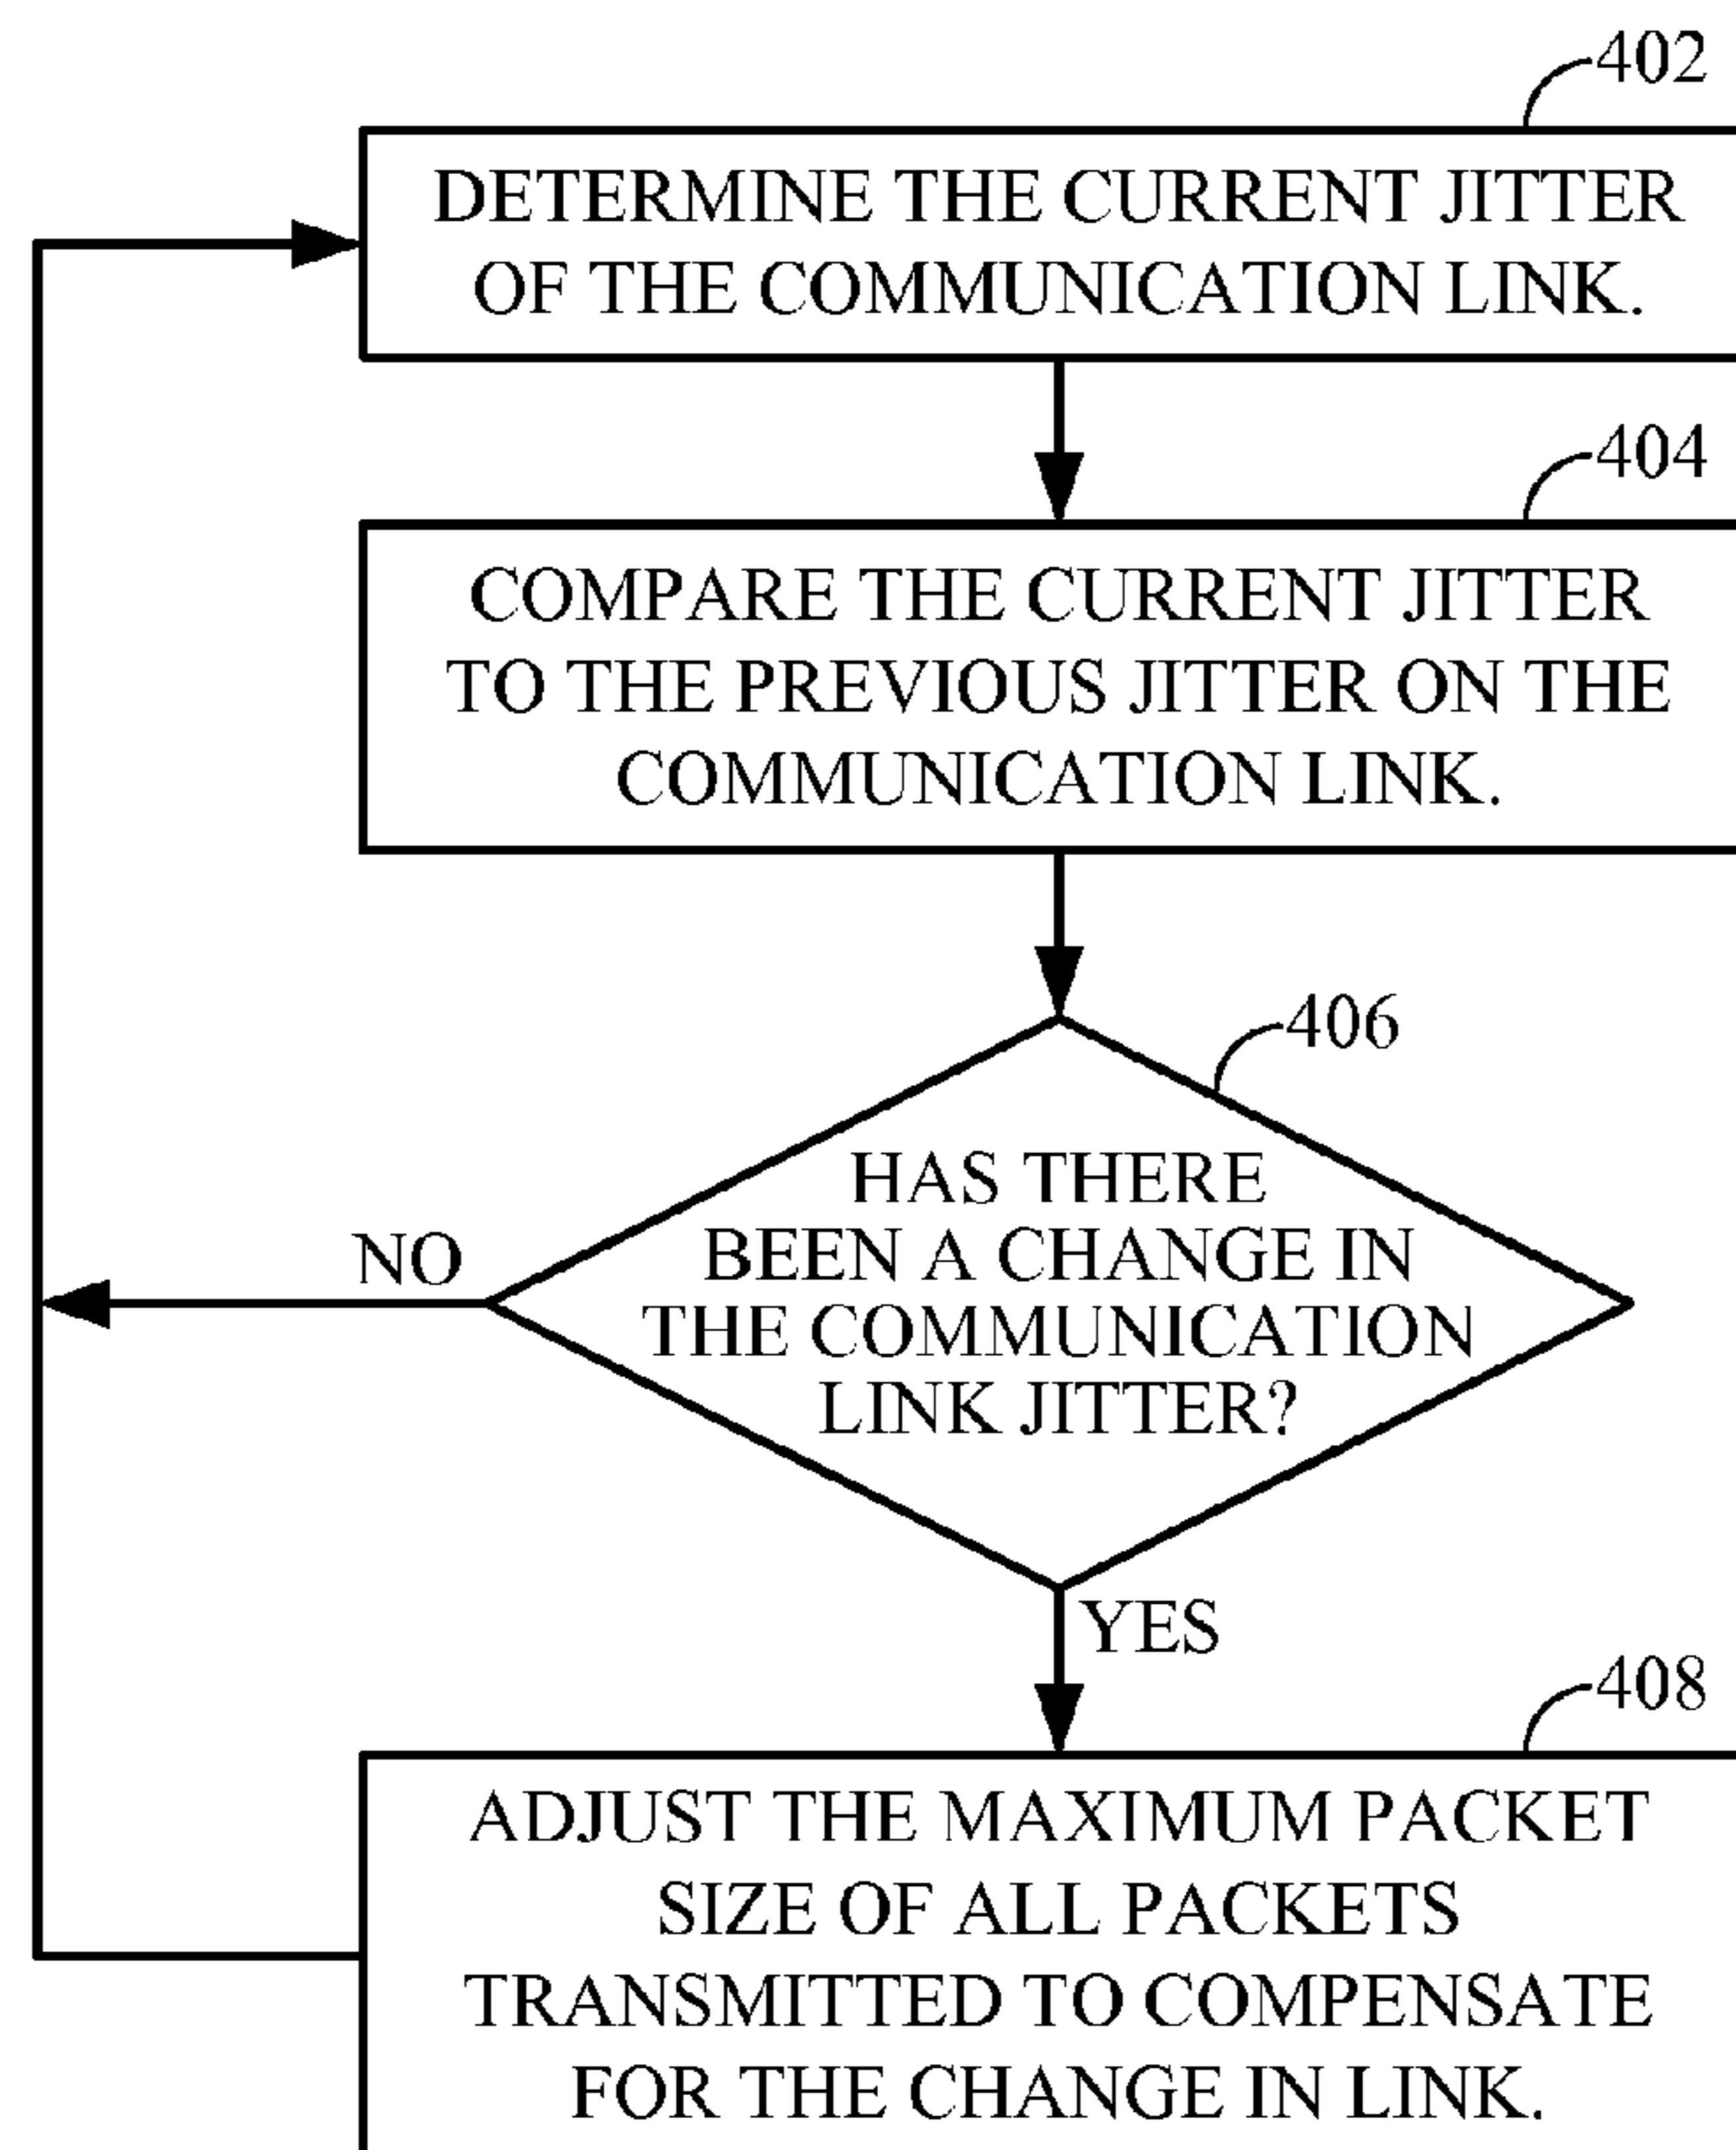 402
DETERMINE THE CURRENT JITTER
OF THE COMMUNICATION LINK.
404
COMPARE THE CURRENT JITTER
TO THE PREVIOUS JITTER ON THE
COMMUNICATION LINK.
406
HAS THERE
BEEN A CHANGE IN
THE COMMUNICATION
LINK JITTER?
NO
YES
408
ADJUST THE MAXIMUM PACKET
SIZE OF ALL PACKETS
TRANSMITTED TO COMPENSATE
FOR THE CHANGE IN LINK.